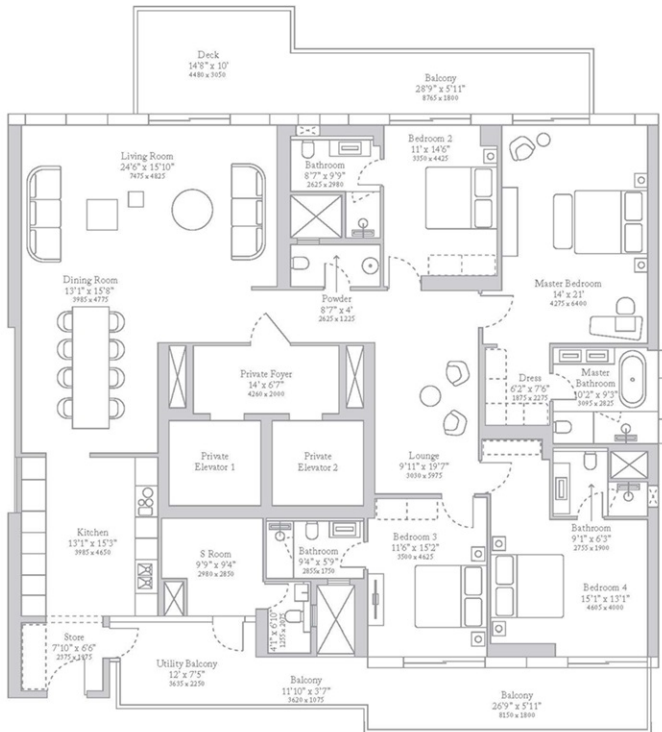 Deck
14'8" x 10'
4480 x 3050
Balcony
28'9" x 5'11"
8765 x 1800
Living Room
24'6" x 15'10"
7475 x 4825
Bathroom
8'7" x 9'9"
2625 x 2980
Bedroom 2
11' x 14'6"
3350 x 4425
Dining Room
13'1" x 15'8"
3985 x 4775
Powder
8'7" x 4'
2625 x 1225
Master Bedroom
14' x 21'
4275 x 6400
Private Foyer
14' x 6'7"
4260 x 2000
Dress
6'2" x 7'6"
1875 x 2275
Master
Bathroom
10'2" x 9'3"
3095 x 2825
Private
Elevator 1
Private
Elevator 2
Lounge
9'11" x 19'7"
3030 x 5975
Kitchen
13'1" x 15'3"
3985 x 4650
S Room
9'9" x 9'4"
2980 x 2850
Bathroom
9'4" x 5'9"
2855x 1750
Bedroom 3
11'6" x 15'2"
3500 x 4625
Bathroom
9'1" x 6'3"
2755 x 1900
Bedroom 4
15'1" x 13'1"
4605 x 4000
4'1" x 6'10"
Store
7'10" x 6'6"
Utility Balcony
12' x 7'5"
3635 x 2250
Balcony
11'10" x 3'7"
3620 x 1075
Balcony
26'9" x 5'11"
8150 x 1800